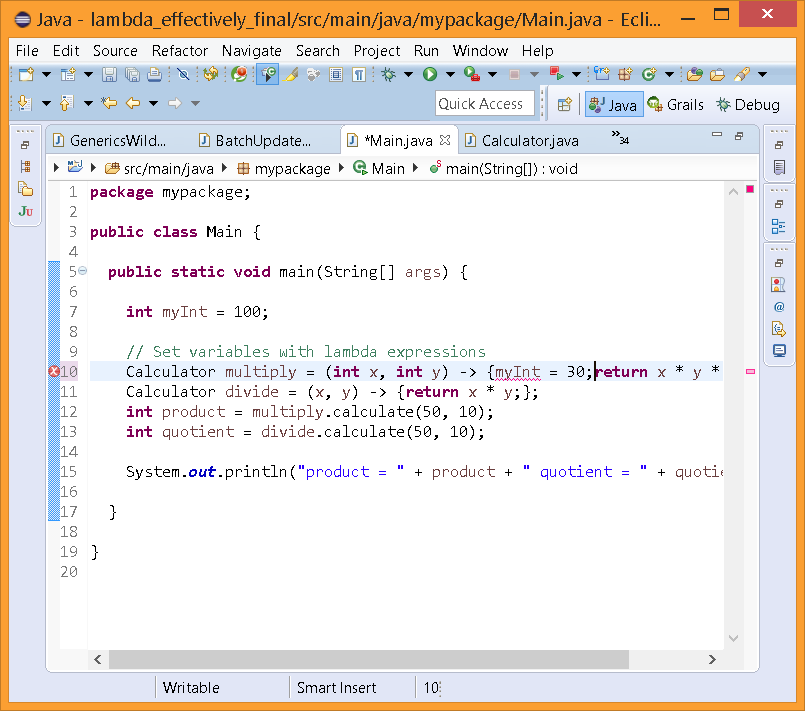 Java - lambda_effectively_final/src/main/java/mypackage/Main.java - Ecli...
File Edit Source Refactor Navigate Search Project Run Window Help
Quick Access Java Grails Debug
GenericsWild... BatchUpdate... *Main.java Calculator.java »34
src/main/java mypackage Main main(String[]) : void
1 package mypackage;
2
3 public class Main {
4
5 public static void main(String[] args) {
6
7 int myInt = 100;
8
9 // Set variables with lambda expressions
10 Calculator multiply = (int x, int y) -> {myInt = 30;return x * y *
11 Calculator divide = (x, y) -> {return x * y;};
12 int product = multiply.calculate(50, 10);
13 int quotient = divide.calculate(50, 10);
14
15 System.out.println("product = " + product + " quotient = " + quotie
16
17 }
18
19 }
20
Writable Smart Insert 10